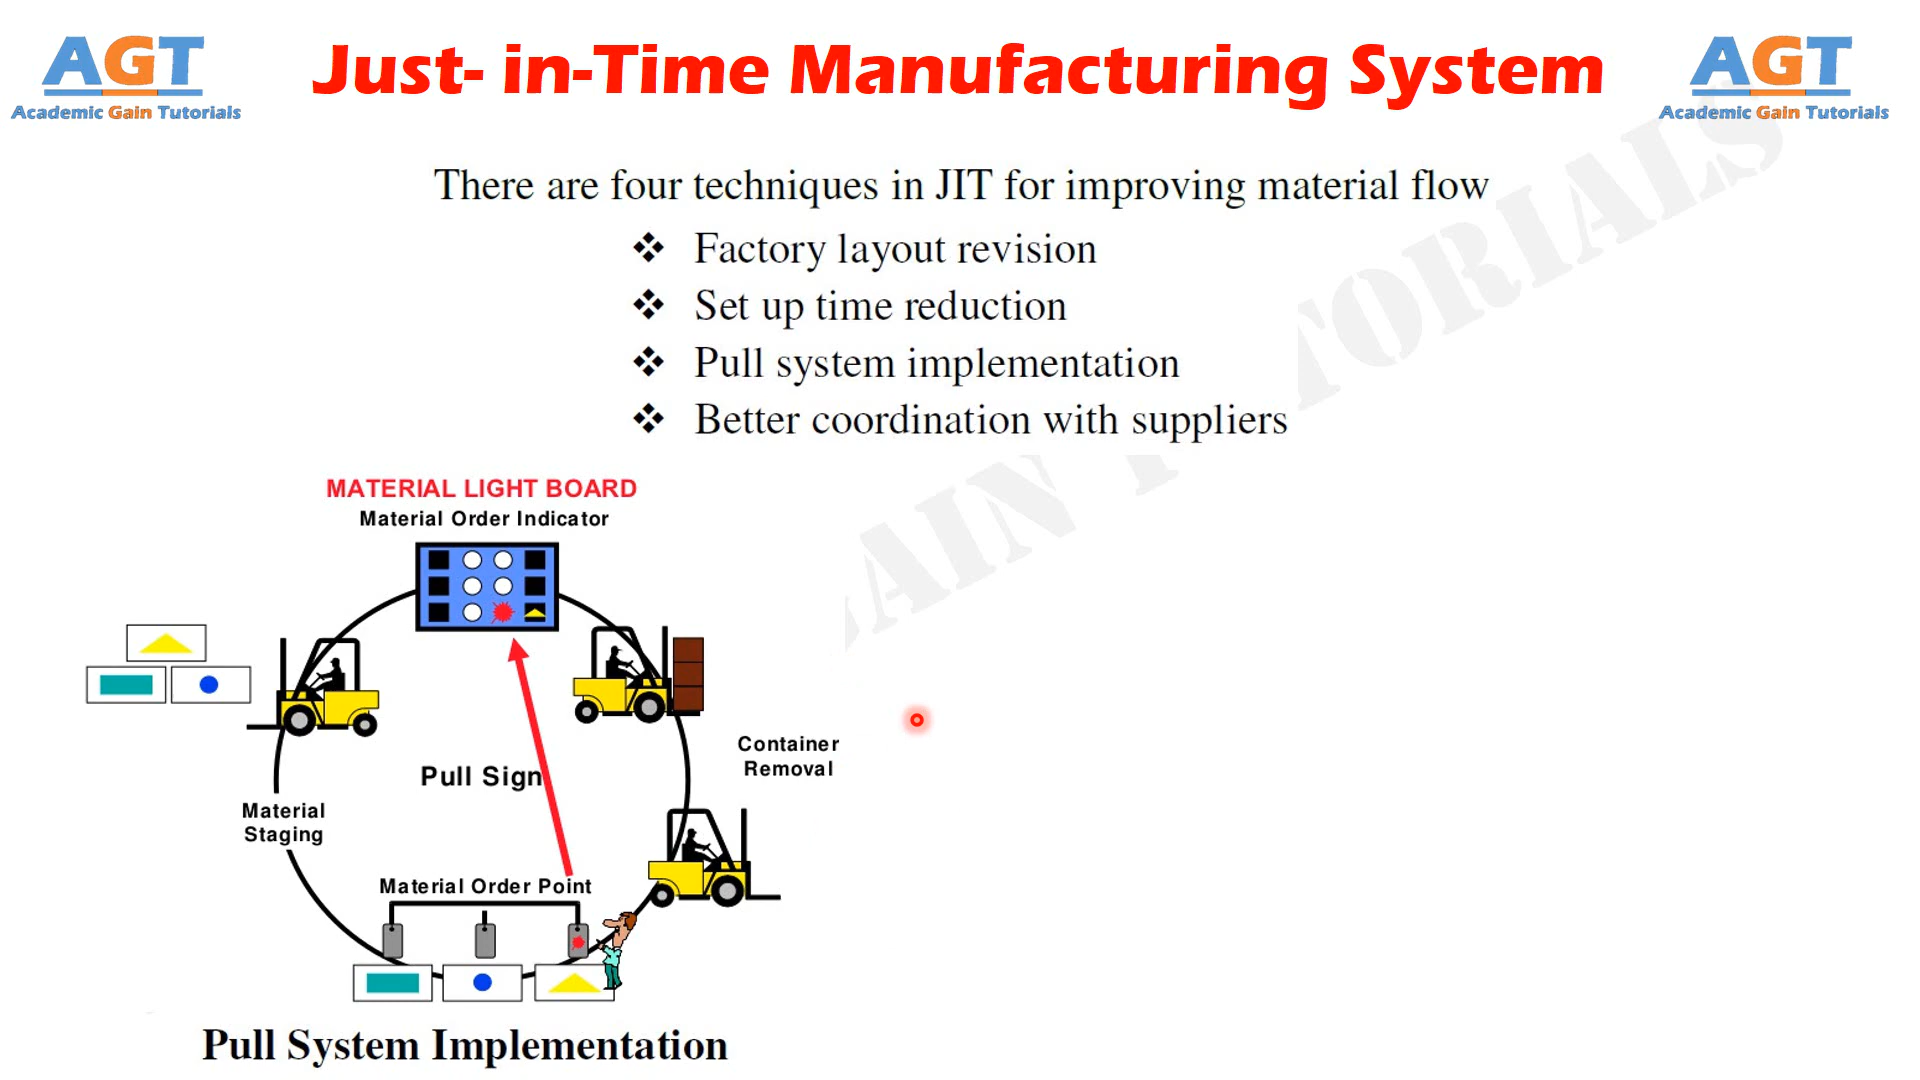 AGT
Academic Gain Tutorials
Just- in-Time Manufacturing System
AGT
Academic Gain Tutorials
There are four techniques in JIT for improving material flow
❖ Factory layout revision
❖ Set up time reduction
❖ Pull system implementation
❖ Better coordination with suppliers
MATERIAL LIGHT BOARD
Material Order Indicator
Pull Sign
Container
Removal
Material
Staging
Material Order Point
Pull System Implementation